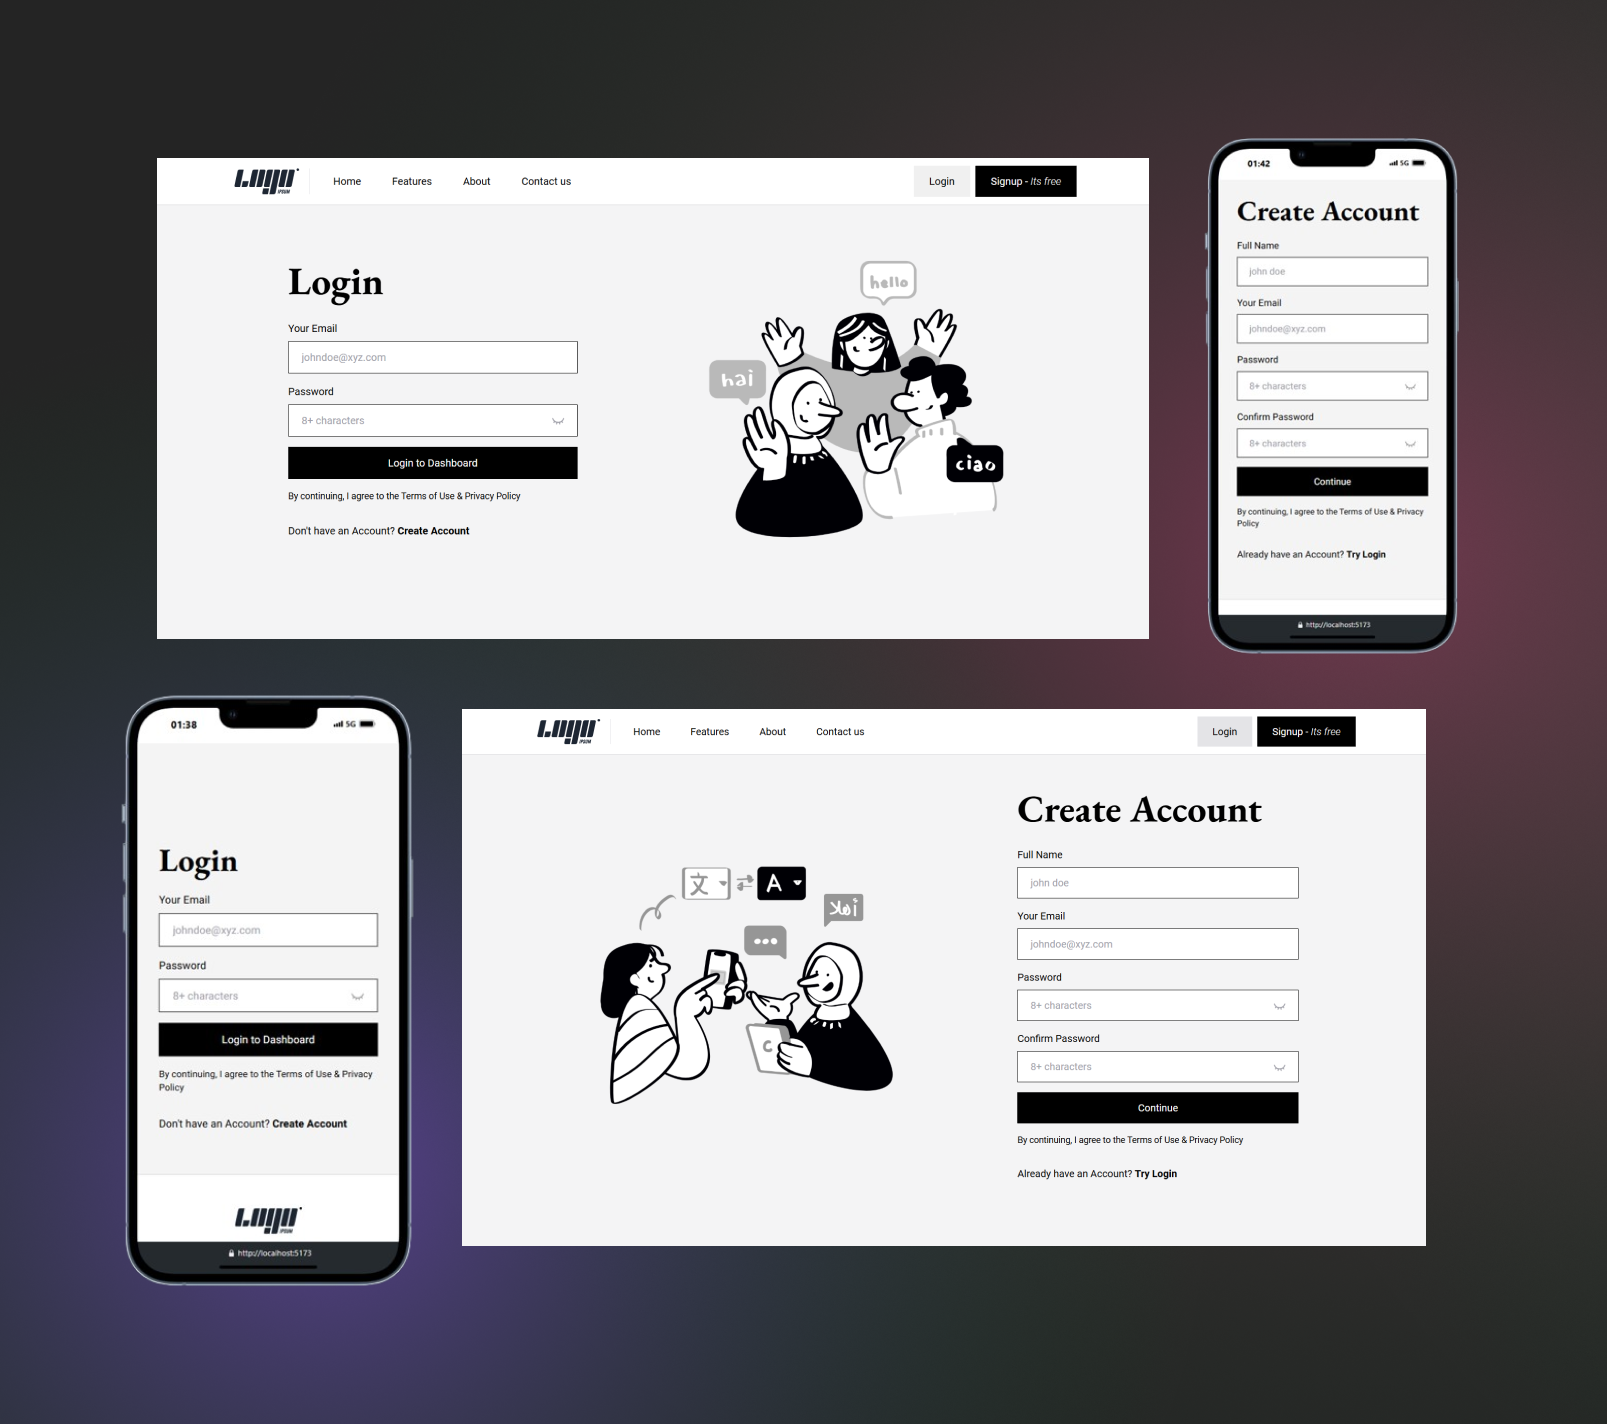 Logo
IPSUM
Home
Features
About
Contact us
Login
Signup - Its free
Login
Your Email
johndoe@xyz.com
Password
8+ characters
Login to Dashboard
By continuing, I agree to the Terms of Use & Privacy Policy
Don't have an Account? Create Account
hello
hai
ciao
01:42
5G
Create Account
Full Name
john doe
Your Email
johndoe@xyz.com
Password
8+ characters
Confirm Password
8+ characters
Continue
By continuing, I agree to the Terms of Use & Privacy
Policy
Already have an Account? Try Login
http://localhost:5173
01:38
5G
Login
Your Email
johndoe@xyz.com
Password
8+ characters
Login to Dashboard
By continuing, I agree to the Terms of Use & Privacy
Policy
Don't have an Account? Create Account
Logo
IPSUM
http://localhost:5173
Logo
IPSUM
Home
Features
About
Contact us
Login
Signup - Its free
文
A
أهلا
C
Create Account
Full Name
john doe
Your Email
johndoe@xyz.com
Password
8+ characters
Confirm Password
8+ characters
Continue
By continuing, I agree to the Terms of Use & Privacy Policy
Already have an Account? Try Login